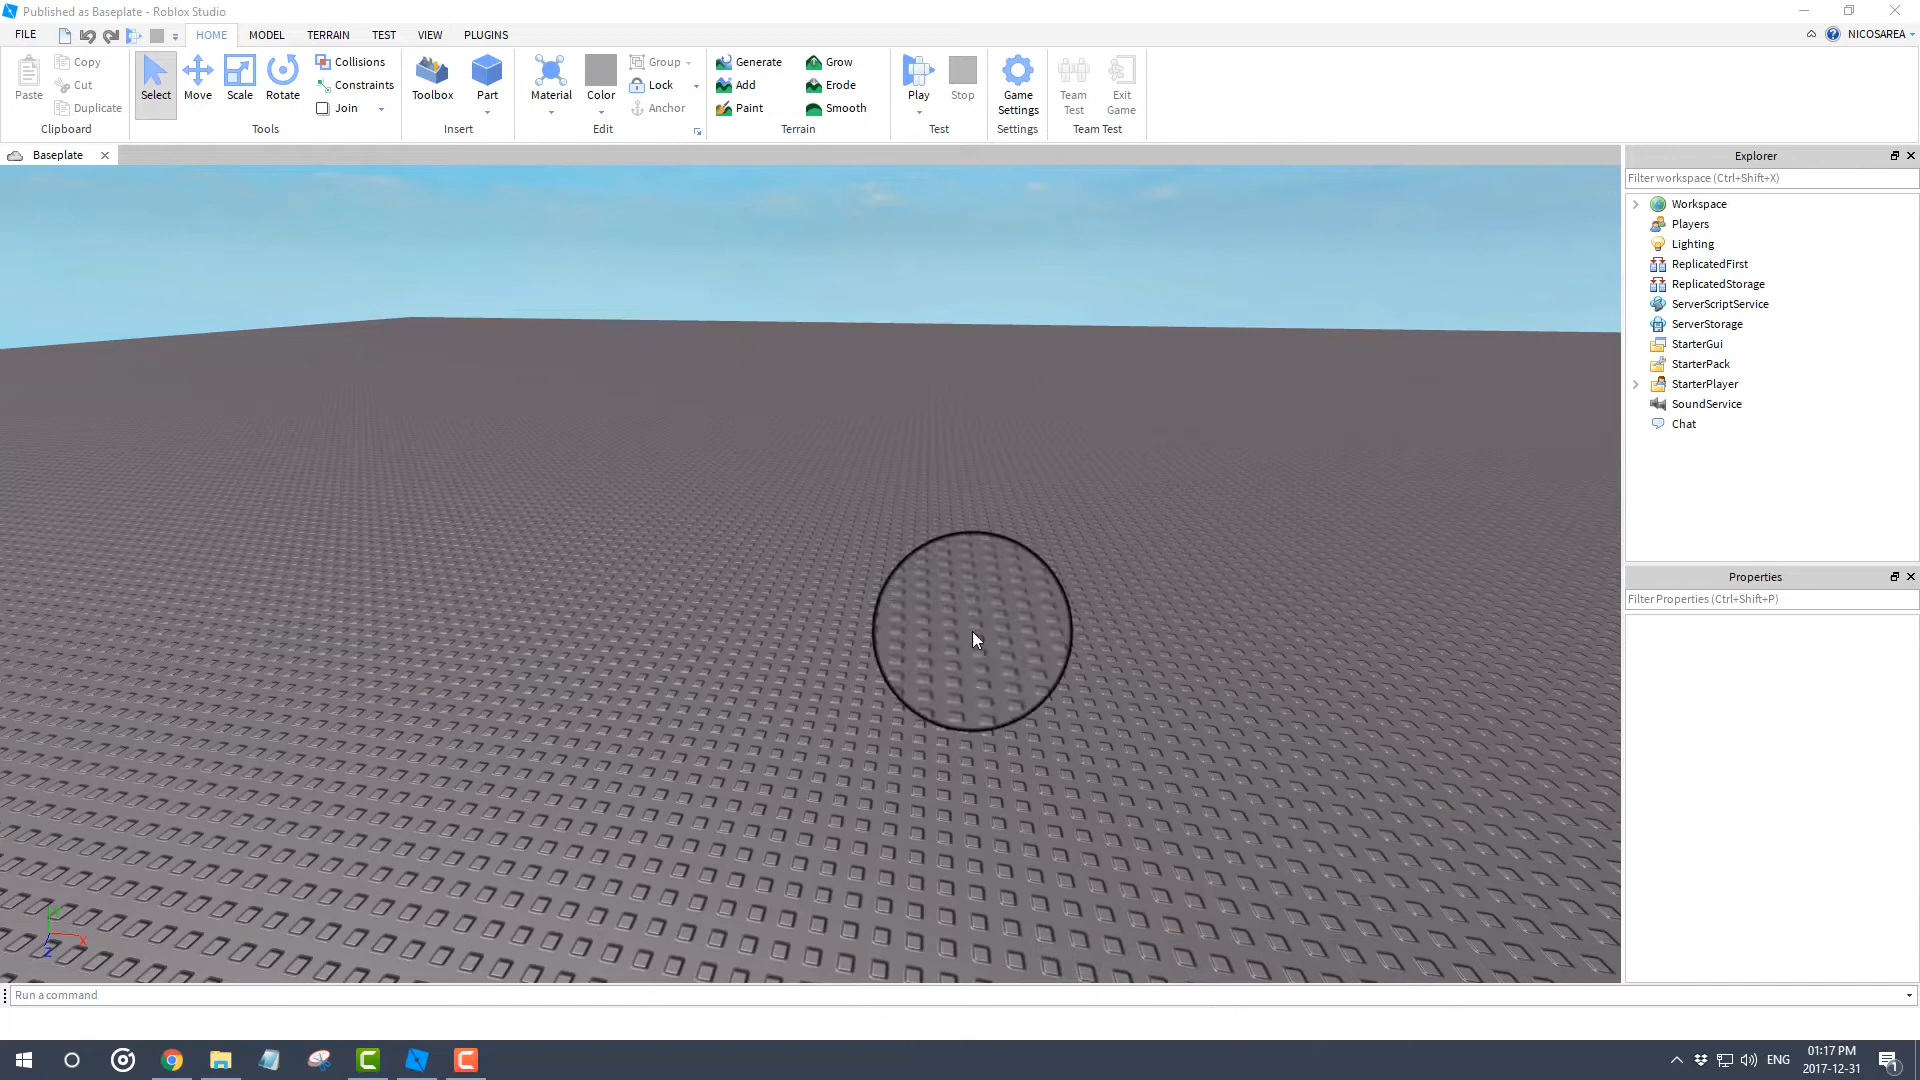 Published as Baseplate - Roblox Studio
FILE HOME MODEL TERRAIN TEST VIEW PLUGINS NICOSAREA
Paste
Copy
Cut
Duplicate
Clipboard
Select Move Scale Rotate
Collisions
Constraints
Join
Tools
Toolbox Part
Insert
Material Color
Group
Lock
Anchor
Edit
Generate Grow
Add Erode
Paint Smooth
Terrain
Play Stop
Test
Game
Settings
Settings
Team
Test
Exit
Game
Team Test
Baseplate
Explorer
Filter workspace (Ctrl+Shift+X)
Workspace
Players
Lighting
ReplicatedFirst
ReplicatedStorage
ServerScriptService
ServerStorage
StarterGui
StarterPack
StarterPlayer
SoundService
Chat
Properties
Filter Properties (Ctrl+Shift+P)
Y
X
Z
Run a command
ENG
01:17 PM
2017-12-31
1